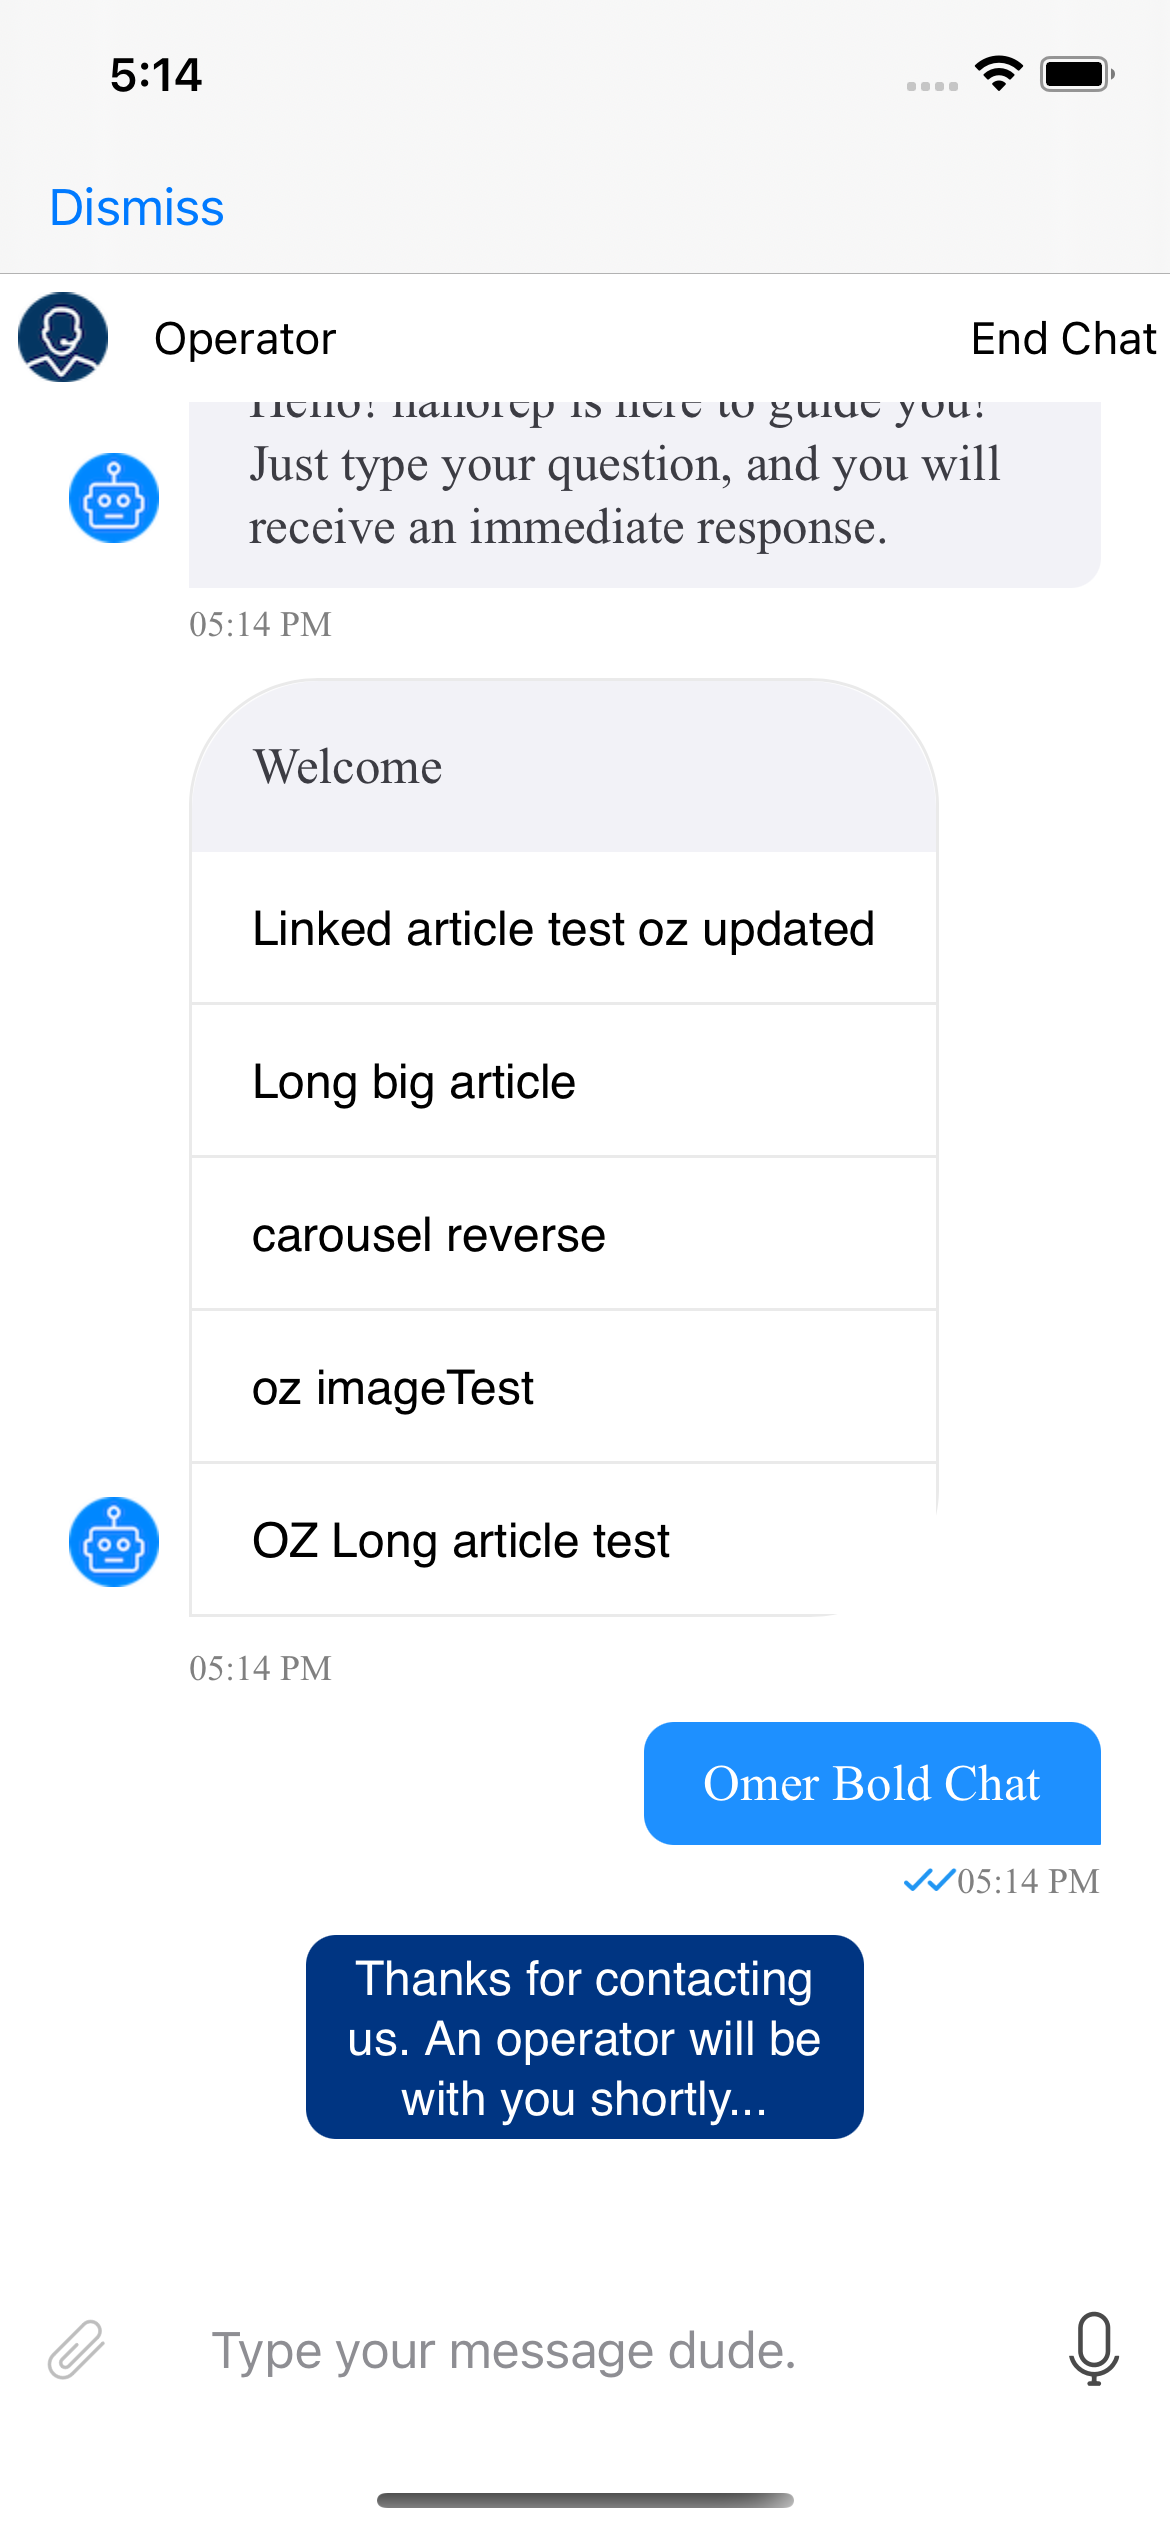 5:14
Dismiss
Operator
End Chat
Hello! nanorep is here to guide you!
Just type your question, and you will
receive an immediate response.
05:14 PM
Welcome
Linked article test oz updated
Long big article
carousel reverse
oz imageTest
OZ Long article test
05:14 PM
Omer Bold Chat
05:14 PM
Thanks for contacting
us. An operator will be
with you shortly...
Type your message dude.